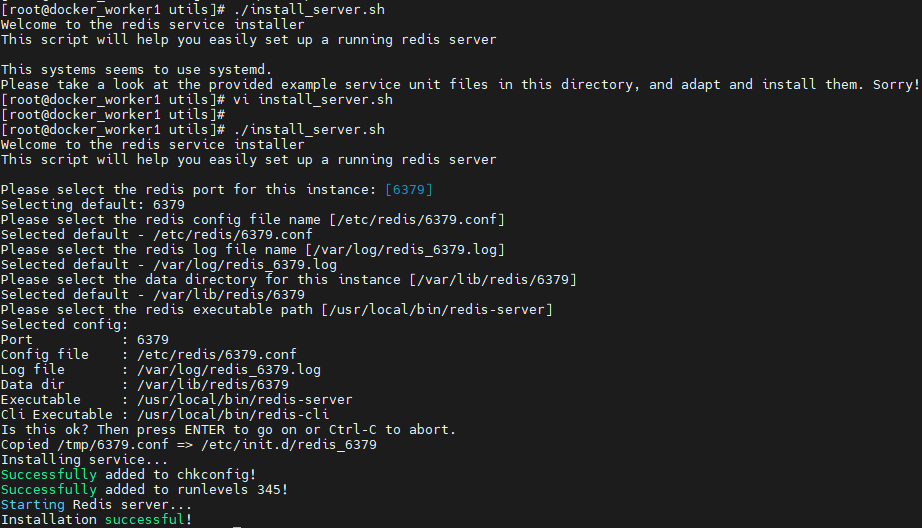 [root@docker_worker1 utils]# ./install_server.sh
Welcome to the redis service installer
This script will help you easily set up a running redis server
This systems seems to use systemd.
Please take a look at the provided example service unit files in this directory, and adapt and install them. Sorry!
[root@docker_worker1 utils]# vi install_server.sh
[root@docker_worker1 utils]#
[root@docker_worker1 utils]# ./install_server.sh
Welcome to the redis service installer
This script will help you easily set up a running redis server
Please select the redis port for this instance: [6379]
Selecting default: 6379
Please select the redis config file name [/etc/redis/6379.conf]
Selected default - /etc/redis/6379.conf
Please select the redis log file name [/var/log/redis_6379.log]
Selected default - /var/log/redis_6379.log
Please select the data directory for this instance [/var/lib/redis/6379]
Selected default - /var/lib/redis/6379
Please select the redis executable path [/usr/local/bin/redis-server]
Selected config:
Port           : 6379
Config file    : /etc/redis/6379.conf
Log file       : /var/log/redis_6379.log
Data dir       : /var/lib/redis/6379
Executable     : /usr/local/bin/redis-server
Cli Executable : /usr/local/bin/redis-cli
Is this ok? Then press ENTER to go on or Ctrl-C to abort.
Copied /tmp/6379.conf => /etc/init.d/redis_6379
Installing service...
Successfully added to chkconfig!
Successfully added to runlevels 345!
Starting Redis server...
Installation successful!